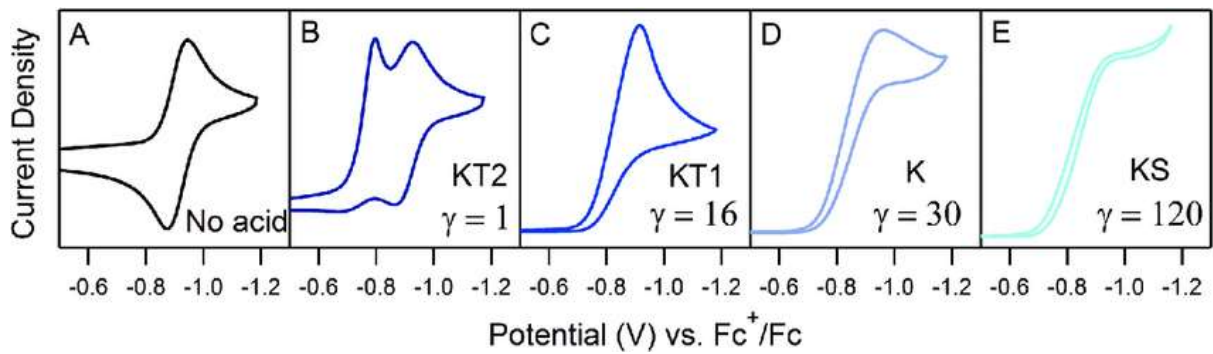 A
B
C
D
E
Current Density
No acid
KT2
γ = 1
KT1
γ = 16
K
γ = 30
KS
γ = 120
-0.6 -0.8 -1.0 -1.2
-0.6 -0.8 -1.0 -1.2
-0.6 -0.8 -1.0 -1.2
-0.6 -0.8 -1.0 -1.2
-0.6 -0.8 -1.0 -1.2
Potential (V) vs. Fc⁺/Fc